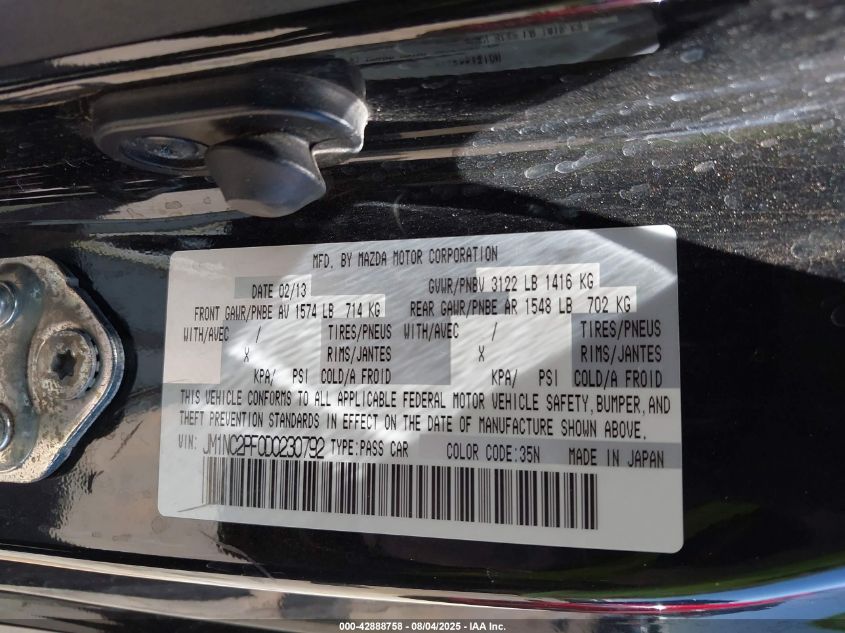 MFD. BY MAZDA MOTOR CORPORATION
DATE 02/13 GVWR/PNBV 3122 LB 1416 KG
FRONT GAWR/PNBE AV 1574 LB 714 KG REAR GAWR/PNBE AR 1548 LB 702 KG
WITH/AVEC / TIRES/PNEUS WITH/AVEC / TIRES/PNEUS
X RIMS/JANTES X RIMS/JANTES
KPA/ PSI COLD/A FROID KPA/ PSI COLD/A FROID
THIS VEHICLE CONFORMS TO ALL APPLICABLE FEDERAL MOTOR VEHICLE SAFETY, BUMPER, AND
THEFT PREVENTION STANDARDS IN EFFECT ON THE DATE OF MANUFACTURE SHOWN ABOVE.
VIN: JM1NC2PF0D0230792 TYPE:PASS CAR COLOR CODE:35N MADE IN JAPAN
000-42888758 - 08/04/2025 - IAA Inc.